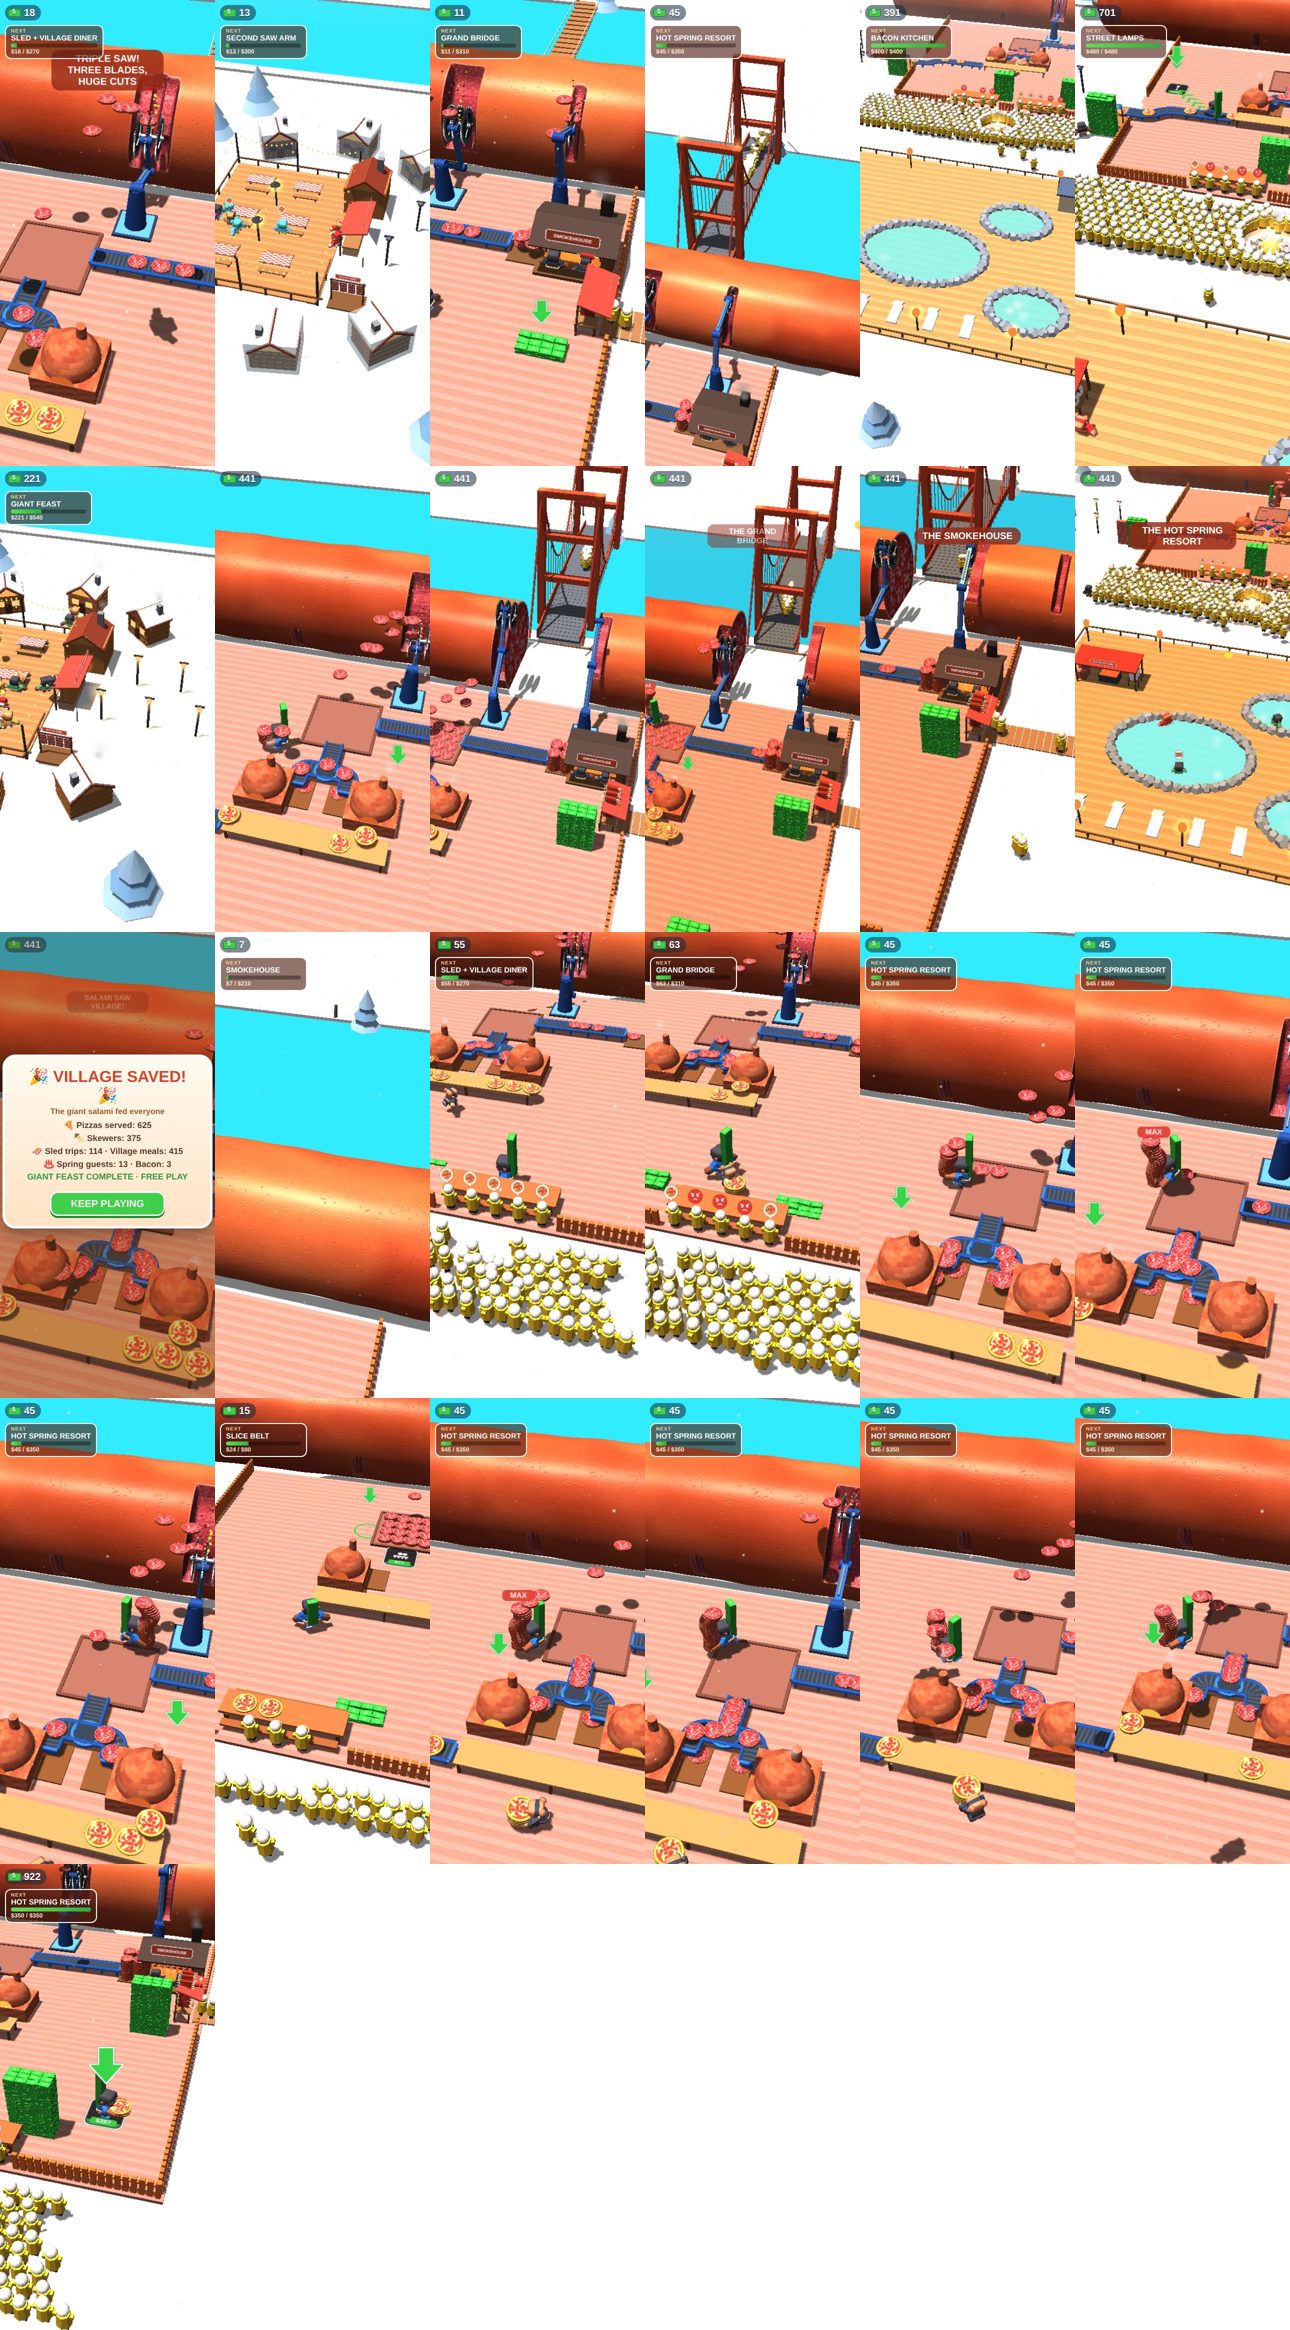 18
NEXT
SLED + VILLAGE DINER
$18 / $270
TRIPLE SAW!
THREE BLADES,
HUGE CUTS
13
NEXT
SECOND SAW ARM
$13 / $300
11
NEXT
GRAND BRIDGE
$11 / $310
SMOKEHOUSE
45
NEXT
HOT SPRING RESORT
$45 / $350
SMOKEHOUSE
391
NEXT
BACON KITCHEN
$400 / $400
701
NEXT
STREET LAMPS
$480 / $480
221
NEXT
GIANT FEAST
$221 / $540
441
441
SMOKEHOUSE
441
THE GRAND
BRIDGE
SMOKEHOUSE
441
THE SMOKEHOUSE
SMOKEHOUSE
441
THE HOT SPRING
RESORT
441
SALAMI SAW
VILLAGE!
🎉 VILLAGE SAVED!
🎉
The giant salami fed everyone
🍕 Pizzas served: 625
🍢 Skewers: 375
🛷 Sled trips: 114 · Village meals: 415
♨️ Spring guests: 13 · Bacon: 3
GIANT FEAST COMPLETE · FREE PLAY
KEEP PLAYING
7
NEXT
SMOKEHOUSE
$7 / $210
55
NEXT
SLED + VILLAGE DINER
$55 / $270
63
NEXT
GRAND BRIDGE
$63 / $310
45
NEXT
HOT SPRING RESORT
$45 / $350
45
NEXT
HOT SPRING RESORT
$45 / $350
MAX
45
NEXT
HOT SPRING RESORT
$45 / $350
15
NEXT
SLICE BELT
$24 / $80
45
NEXT
HOT SPRING RESORT
$45 / $350
MAX
45
NEXT
HOT SPRING RESORT
$45 / $350
45
NEXT
HOT SPRING RESORT
$45 / $350
45
NEXT
HOT SPRING RESORT
$45 / $350
922
NEXT
HOT SPRING RESORT
$350 / $350
SMOKEHOUSE